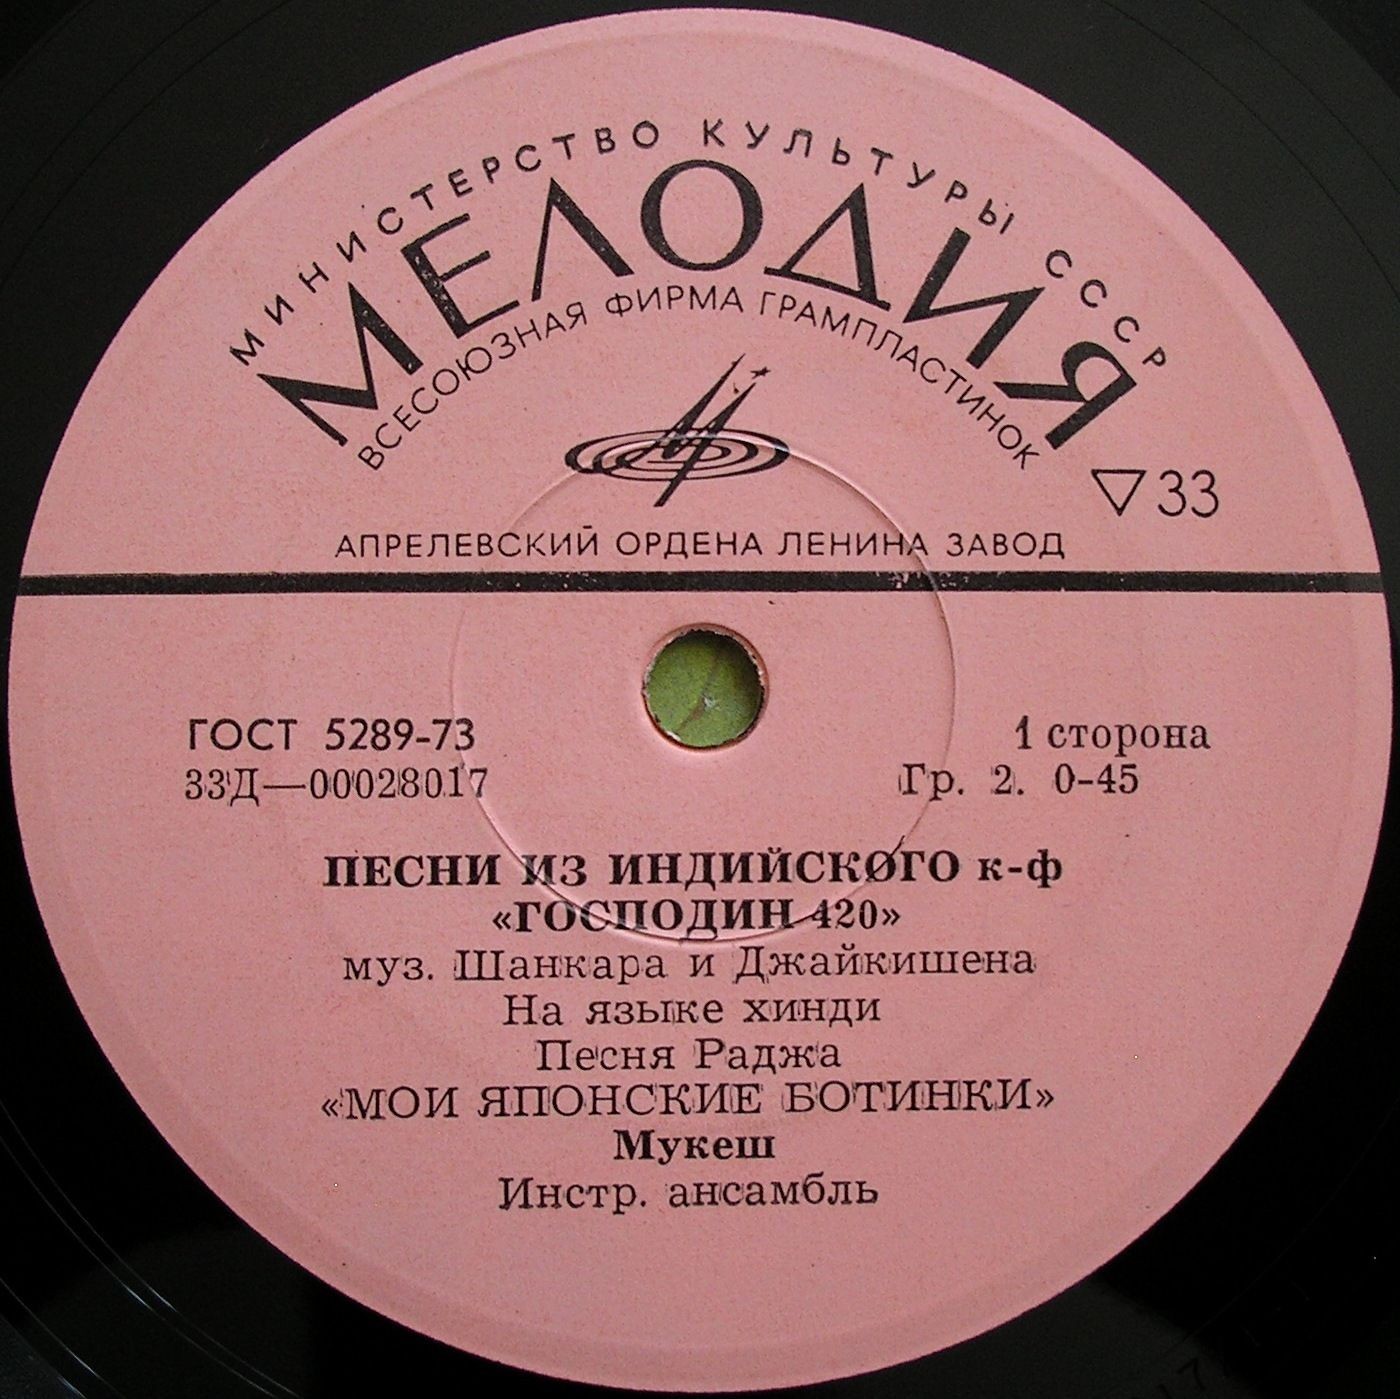 МИНИСТЕРСТВО КУЛЬТУРЫ СССР
МЕЛОДИЯ
ВСЕСОЮЗНАЯ ФИРМА ГРАМПЛАСТИНОК
▽33
АПРЕЛЕВСКИЙ ОРДЕНА ЛЕНИНА ЗАВОД
ГОСТ 5289-73
1 сторона
33Д—00028017
Гр. 2. 0-45
ПЕСНИ ИЗ ИНДИЙСКОГО к-ф
«ГОСПОДИН 420»
муз. Шанкара и Джайкишена
На языке хинди
Песня Раджа
«МОИ ЯПОНСКИЕ БОТИНКИ»
Мукеш
Инстр. ансамбль